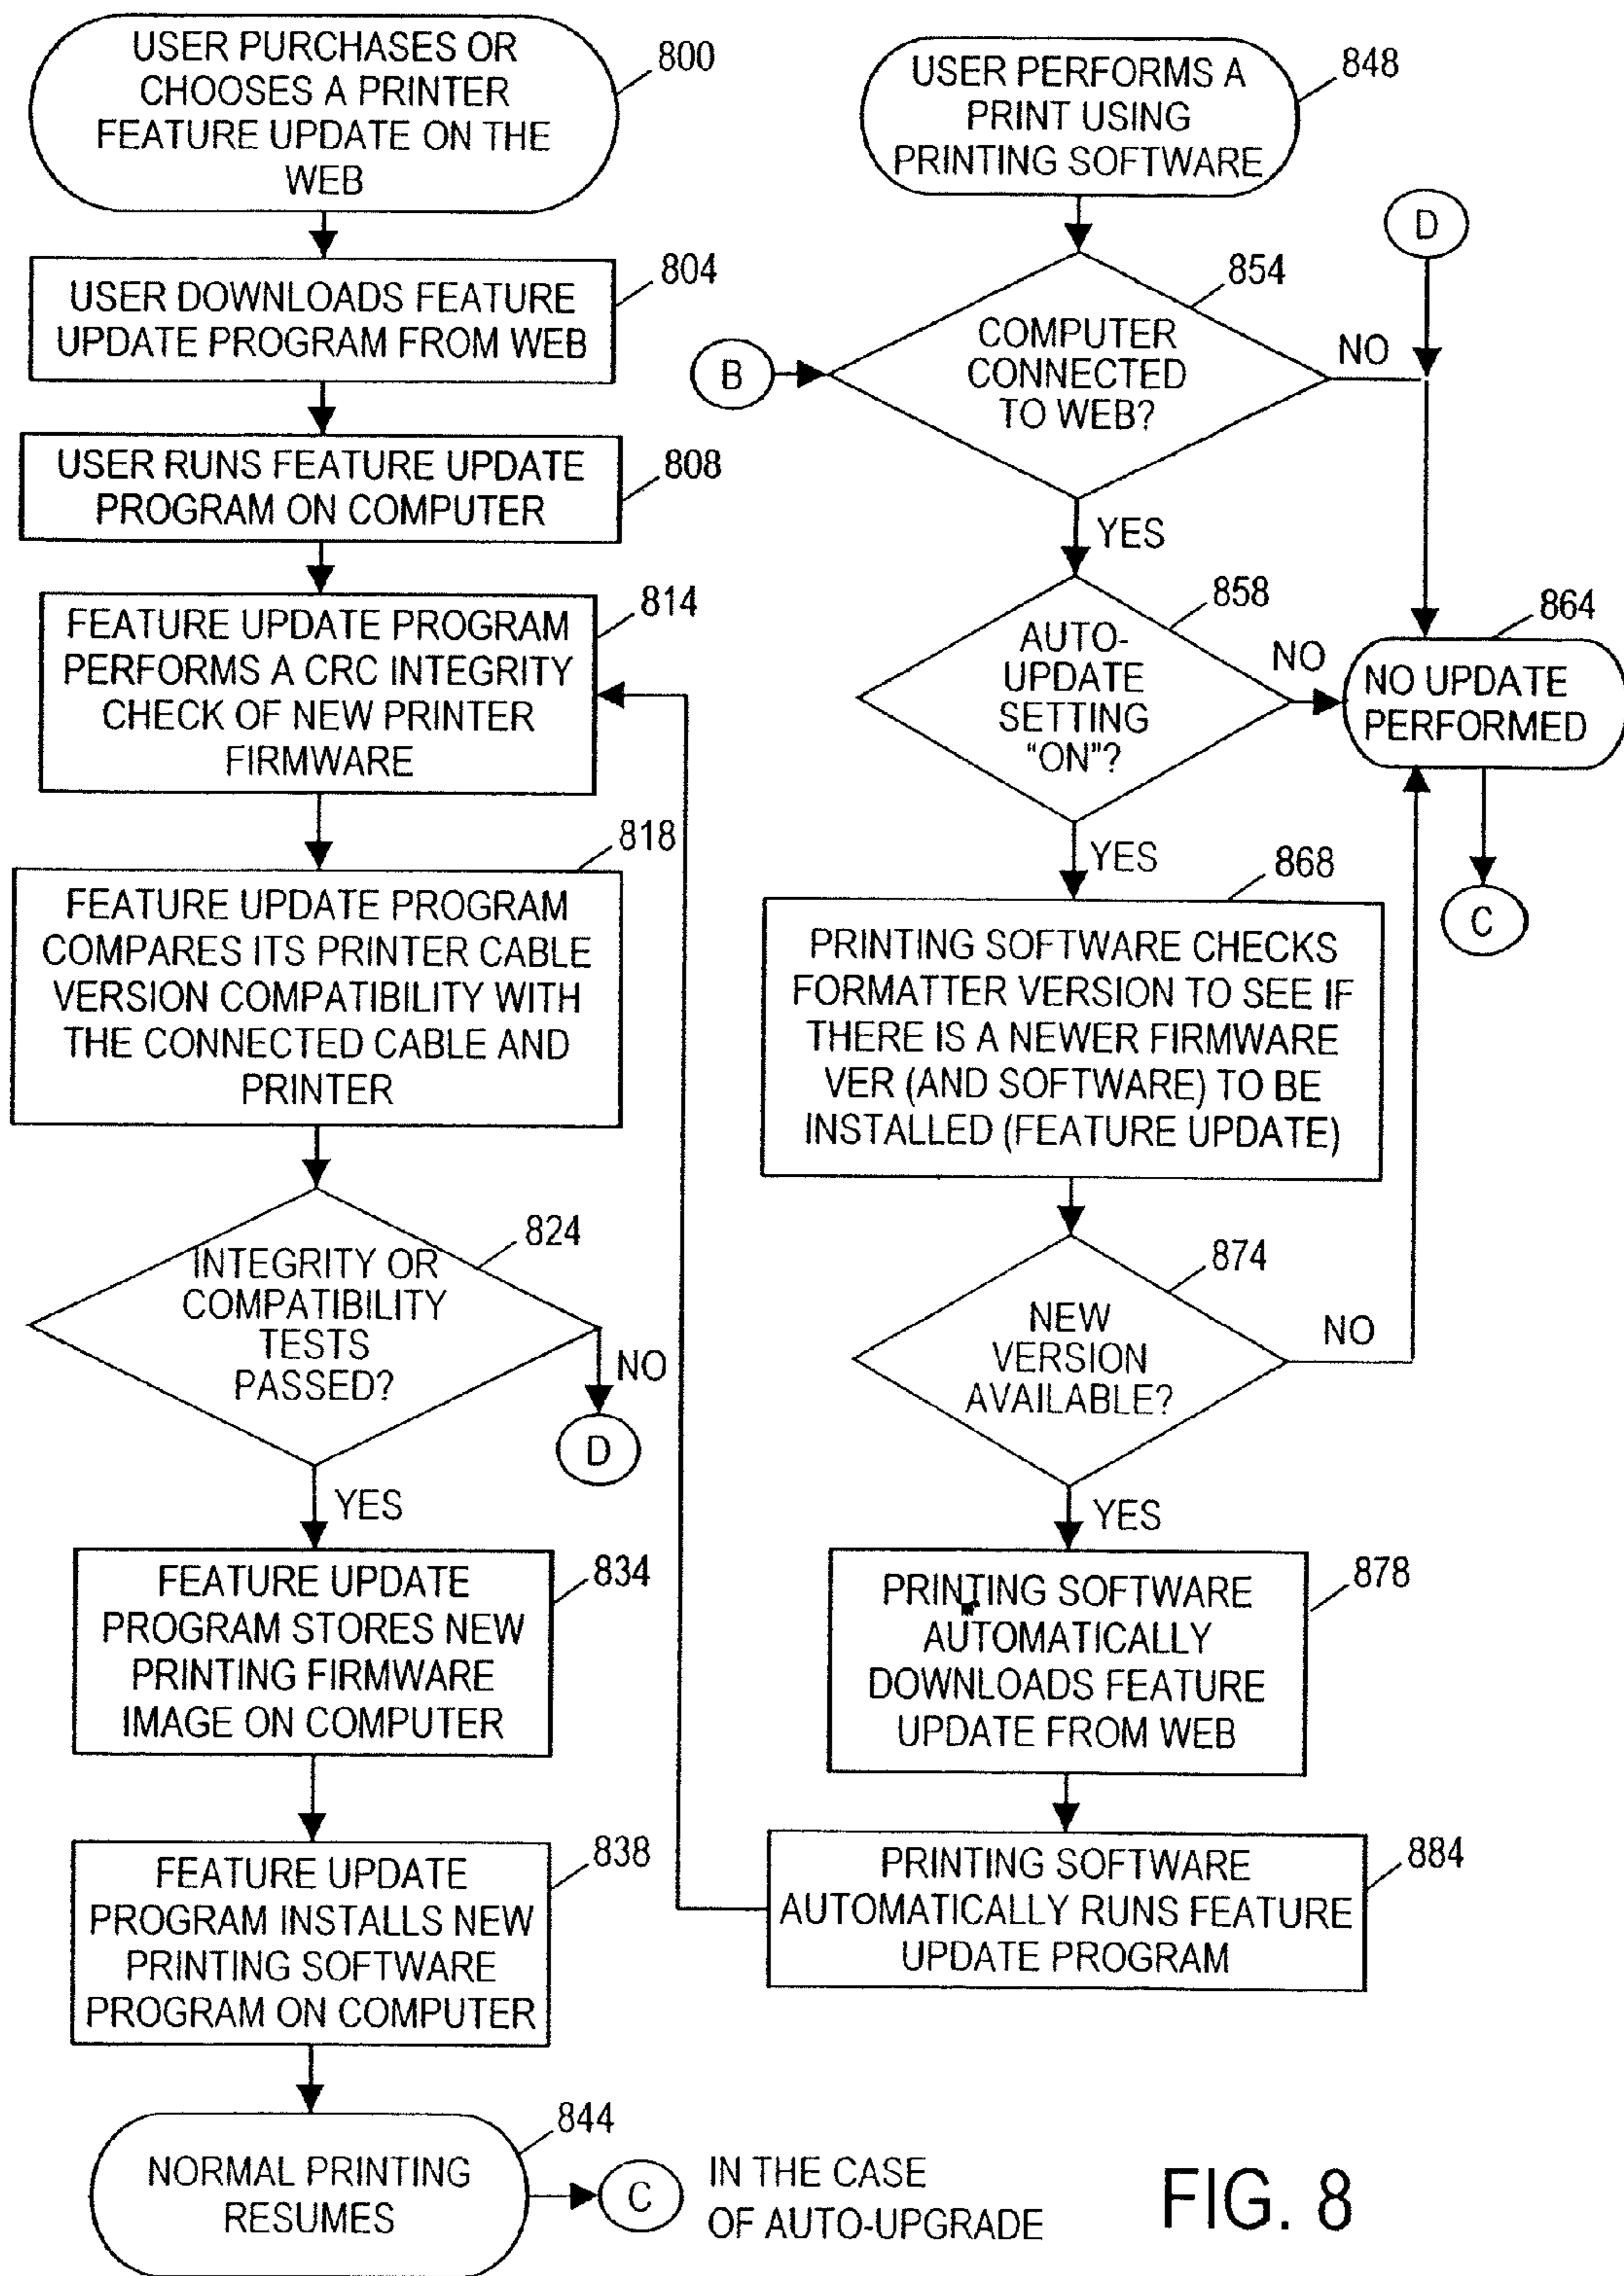 USER PURCHASES OR
CHOOSES A PRINTER
FEATURE UPDATE ON THE
WEB
800
USER DOWNLOADS FEATURE
UPDATE PROGRAM FROM WEB
804
USER RUNS FEATURE UPDATE
PROGRAM ON COMPUTER
808
FEATURE UPDATE PROGRAM
PERFORMS A CRC INTEGRITY
CHECK OF NEW PRINTER
FIRMWARE
814
818
FEATURE UPDATE PROGRAM
COMPARES ITS PRINTER CABLE
VERSION COMPATIBILITY WITH
THE CONNECTED CABLE AND
PRINTER
824
INTEGRITY OR
COMPATIBILITY
TESTS
PASSED?
NO
D
YES
FEATURE UPDATE
PROGRAM STORES NEW
PRINTING FIRMWARE
IMAGE ON COMPUTER
834
FEATURE UPDATE
PROGRAM INSTALLS NEW
PRINTING SOFTWARE
PROGRAM ON COMPUTER
838
844
NORMAL PRINTING
RESUMES
C
IN THE CASE
OF AUTO-UPGRADE
USER PERFORMS A
PRINT USING
PRINTING SOFTWARE
848
D
854
B
COMPUTER
CONNECTED
TO WEB?
NO
YES
858
AUTO-
UPDATE
SETTING
"ON"?
NO
864
NO UPDATE
PERFORMED
C
YES
868
PRINTING SOFTWARE CHECKS
FORMATTER VERSION TO SEE IF
THERE IS A NEWER FIRMWARE
VER (AND SOFTWARE) TO BE
INSTALLED (FEATURE UPDATE)
874
NEW
VERSION
AVAILABLE?
NO
YES
PRINTING SOFTWARE
AUTOMATICALLY
DOWNLOADS FEATURE
UPDATE FROM WEB
878
PRINTING SOFTWARE
AUTOMATICALLY RUNS FEATURE
UPDATE PROGRAM
884
FIG. 8